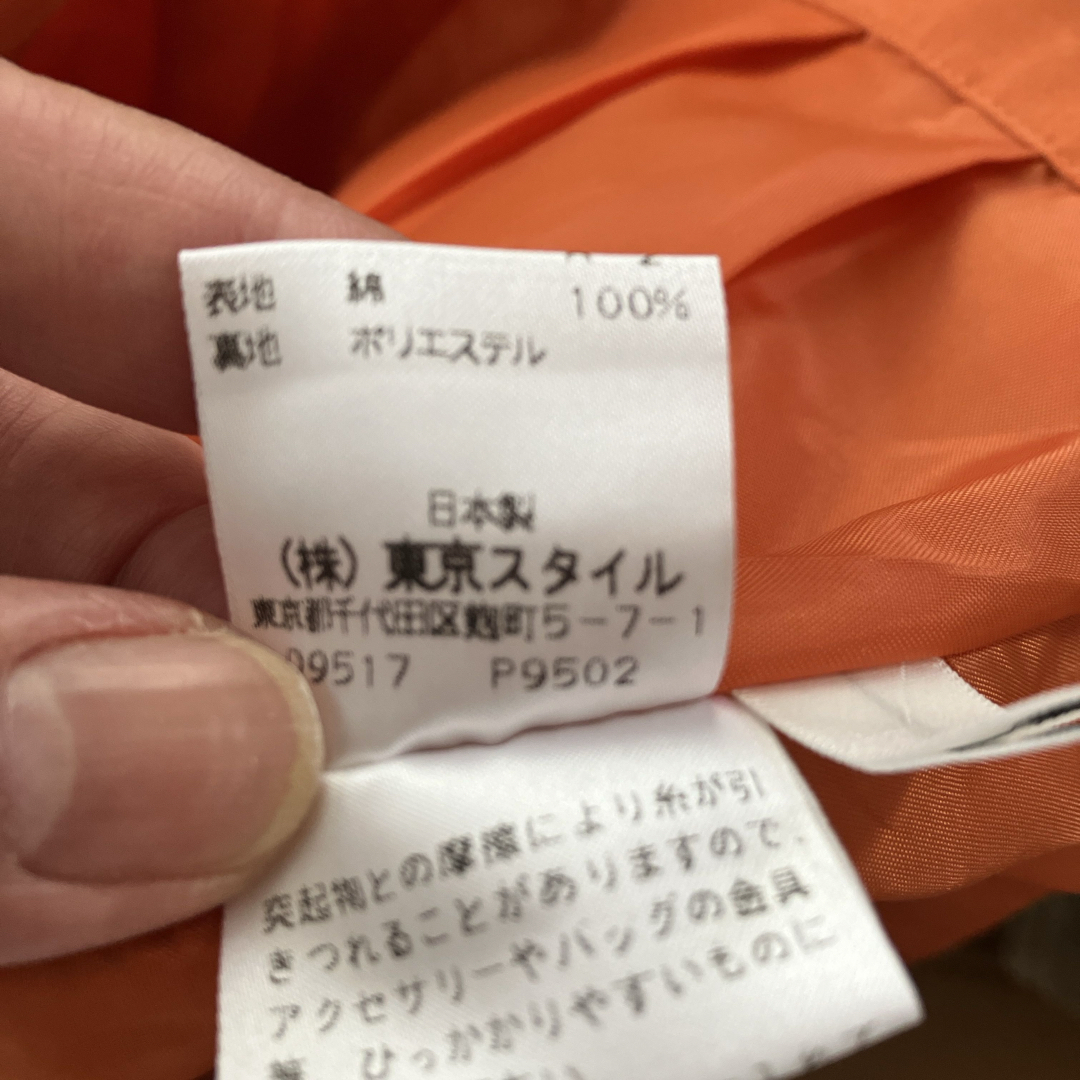 表地 綿 100%
裏地 ポリエステル
日本製
(株) 東京スタイル
東京都千代田区麹町5-7-1
99517 P9502
突起物との摩擦により糸が引
きつれることがありますので、
アクセサリーやバッグの金具
等 ひっかかりやすいものに